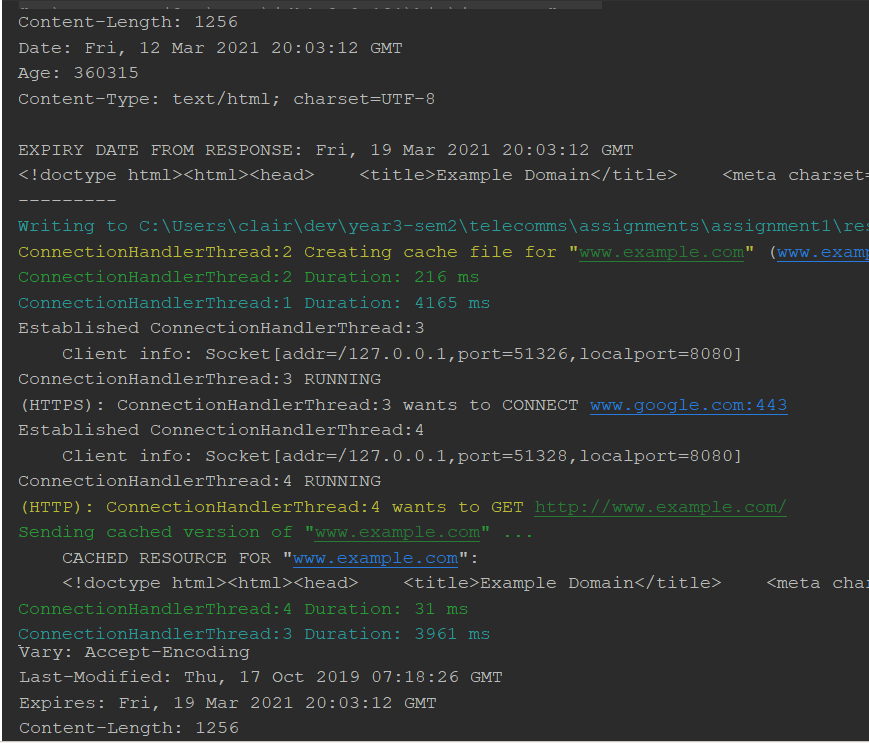 Content-Length: 1256
Date: Fri, 12 Mar 2021 20:03:12 GMT
Age: 360315
Content-Type: text/html; charset=UTF-8
EXPIRY DATE FROM RESPONSE: Fri, 19 Mar 2021 20:03:12 GMT
<!doctype html><html><head>    <title>Example Domain</title>    <meta charset=
---------
Writing to C:\Users\clair\dev\year3-sem2\telecomms\assignments\assignment1\res
ConnectionHandlerThread:2 Creating cache file for "www.example.com" (www.examp
ConnectionHandlerThread:2 Duration: 216 ms
ConnectionHandlerThread:1 Duration: 4165 ms
Established ConnectionHandlerThread:3
    Client info: Socket[addr=/127.0.0.1,port=51326,localport=8080]
ConnectionHandlerThread:3 RUNNING
(HTTPS): ConnectionHandlerThread:3 wants to CONNECT www.google.com:443
Established ConnectionHandlerThread:4
    Client info: Socket[addr=/127.0.0.1,port=51328,localport=8080]
ConnectionHandlerThread:4 RUNNING
(HTTP): ConnectionHandlerThread:4 wants to GET http://www.example.com/
Sending cached version of "www.example.com" ...
    CACHED RESOURCE FOR "www.example.com":
    <!doctype html><html><head>    <title>Example Domain</title>    <meta char
ConnectionHandlerThread:4 Duration: 31 ms
ConnectionHandlerThread:3 Duration: 3961 ms
Vary: Accept-Encoding
Last-Modified: Thu, 17 Oct 2019 07:18:26 GMT
Expires: Fri, 19 Mar 2021 20:03:12 GMT
Content-Length: 1256